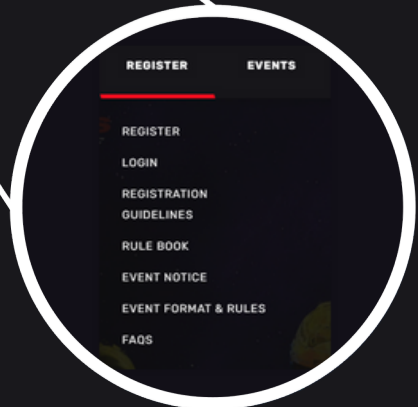 REGISTER EVENTS
REGISTER
LOGIN
REGISTRATION
GUIDELINES
RULE BOOK
EVENT NOTICE
EVENT FORMAT & RULES
FAQS